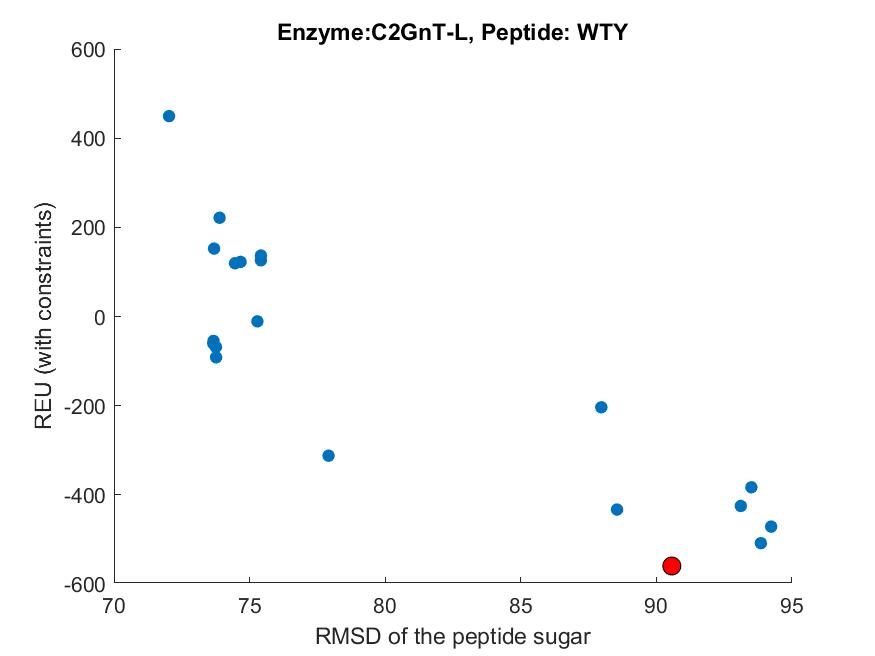 Enzyme:C2GnT-L, Peptide: WTY
600
400
200
0
-200
-400
-600
REU (with constraints)
70 75 80 85 90 95
RMSD of the peptide sugar